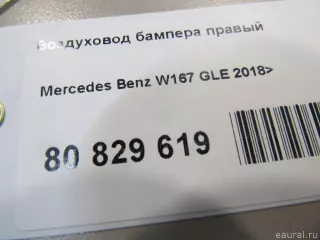 Воздуховод бампера правый
Mercedes Benz W167 GLE 2018>
80 829 619
eaural.ru